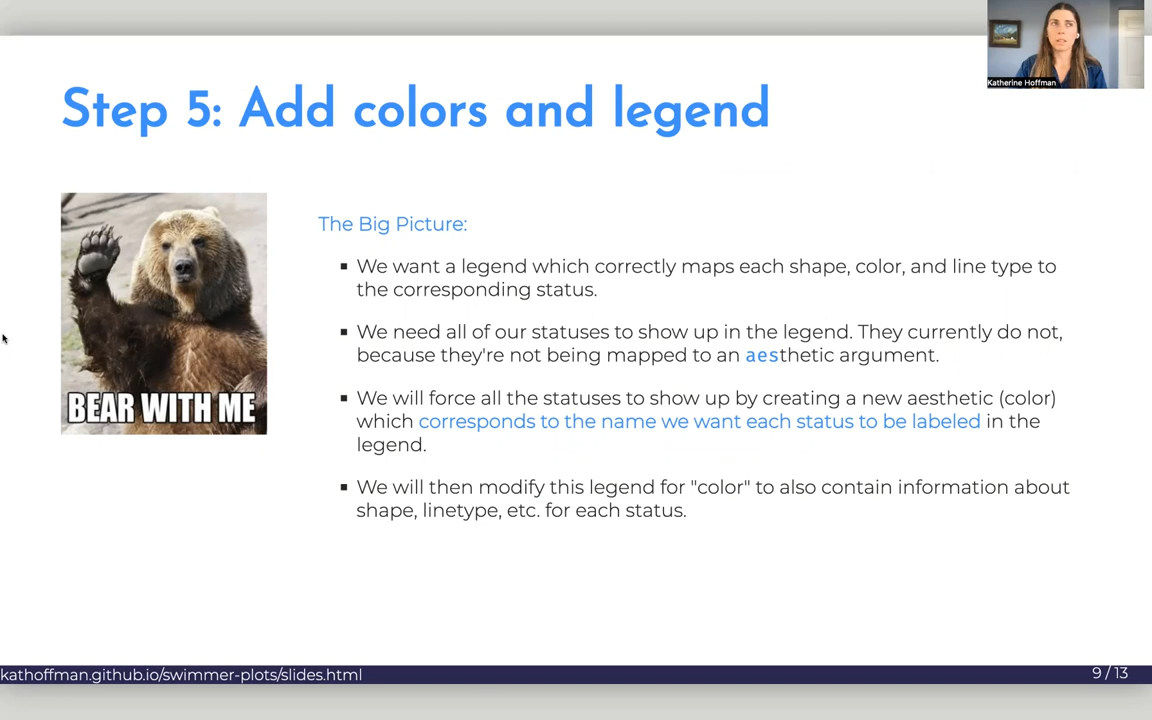 Katherine Hoffman
Step 5: Add colors and legend
BEAR WITH ME
The Big Picture:
▪ We want a legend which correctly maps each shape, color, and line type to
the corresponding status.
▪ We need all of our statuses to show up in the legend. They currently do not,
because they're not being mapped to an aesthetic argument.
▪ We will force all the statuses to show up by creating a new aesthetic (color)
which corresponds to the name we want each status to be labeled in the
legend.
▪ We will then modify this legend for "color" to also contain information about
shape, linetype, etc. for each status.
kathoffman.github.io/swimmer-plots/slides.html
9 / 13